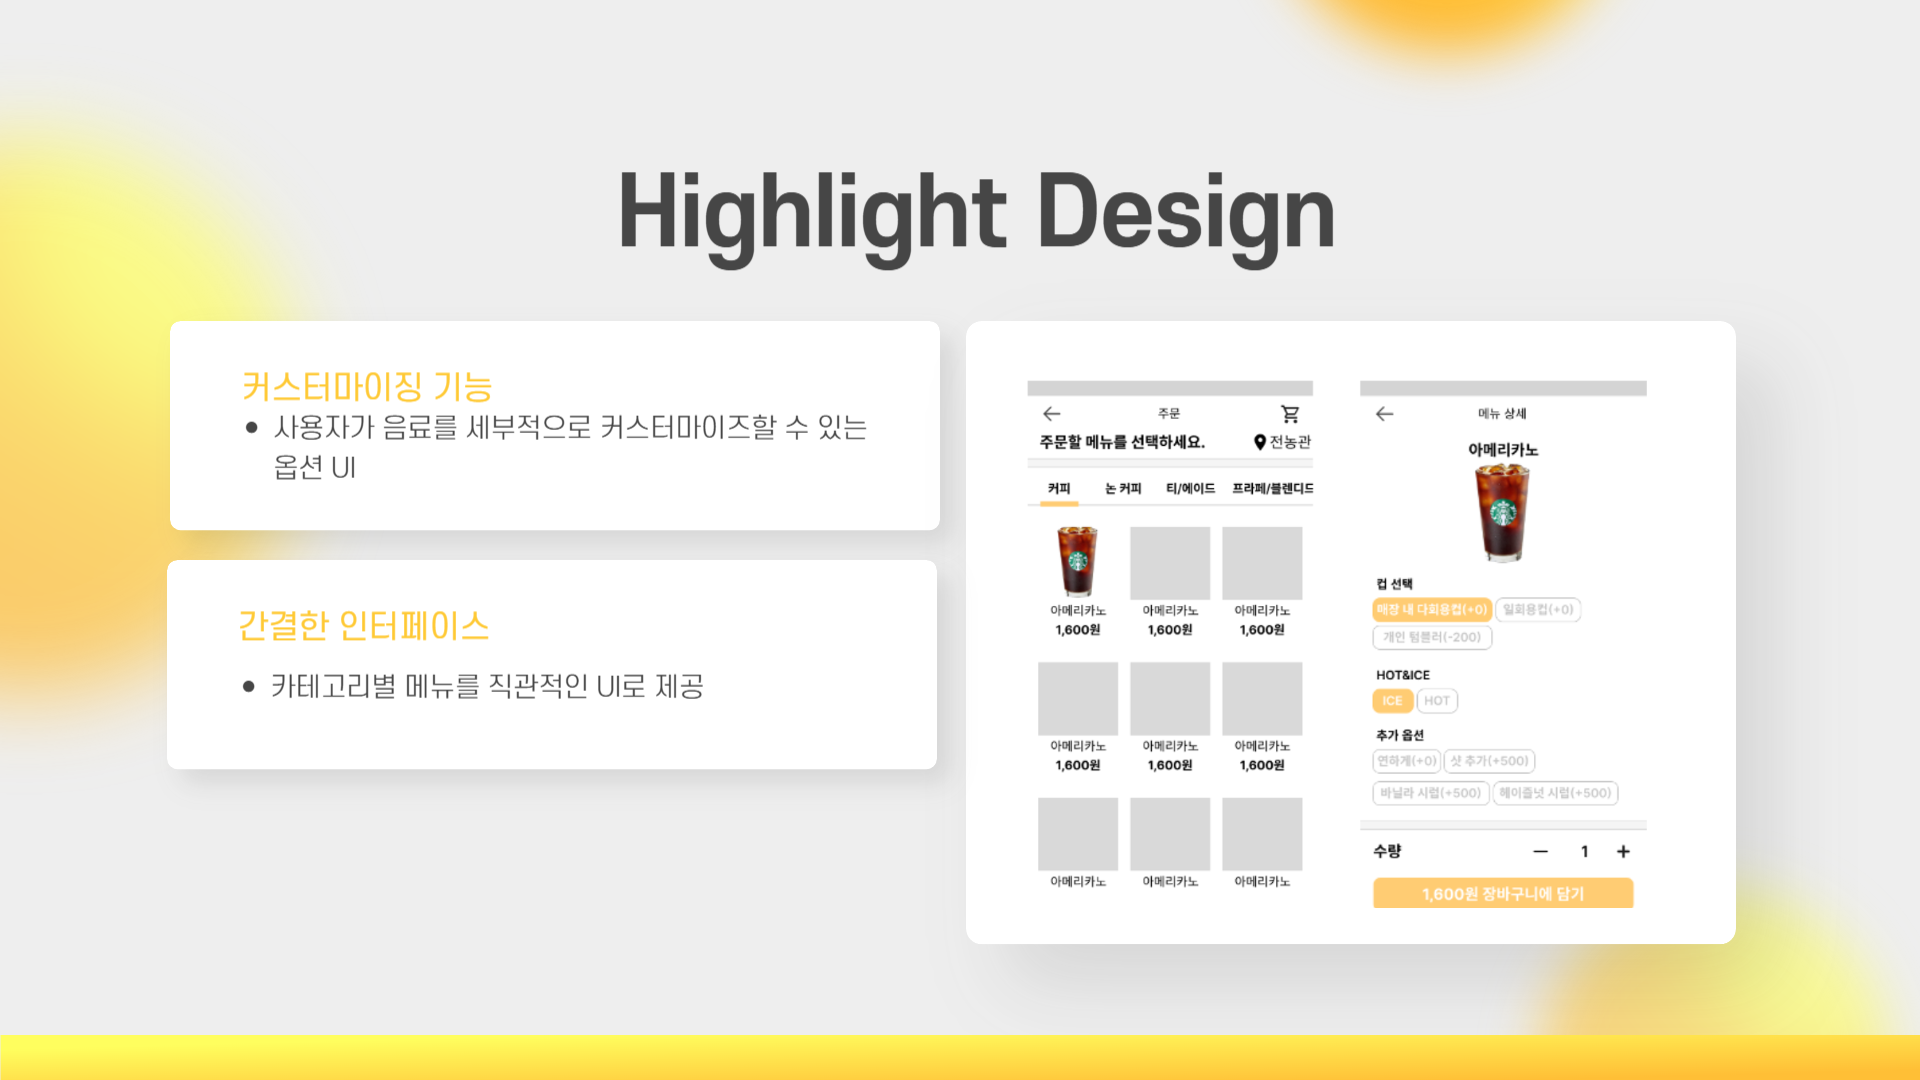 Highlight Design
커스터마이징 기능
사용자가 음료를 세부적으로 커스터마이즈할 수 있는
옵션 UI
간결한 인터페이스
카테고리별 메뉴를 직관적인 UI로 제공
주문
주문할 메뉴를 선택하세요.
전농관
커피 논 커피 티/에이드 프라페/블렌디드
아메리카노 아메리카노 아메리카노
1,600원 1,600원 1,600원
아메리카노 아메리카노 아메리카노
1,600원 1,600원 1,600원
아메리카노 아메리카노 아메리카노
메뉴 상세
아메리카노
컵 선택
매장 내 다회용컵(+0) 일회용컵(+0)
개인 텀블러(-200)
HOT&ICE
ICE HOT
추가 옵션
연하게(+0) 샷 추가(+500)
바닐라 시럽(+500) 헤이즐넛 시럽(+500)
수량 — 1 +
1,600원 장바구니에 담기